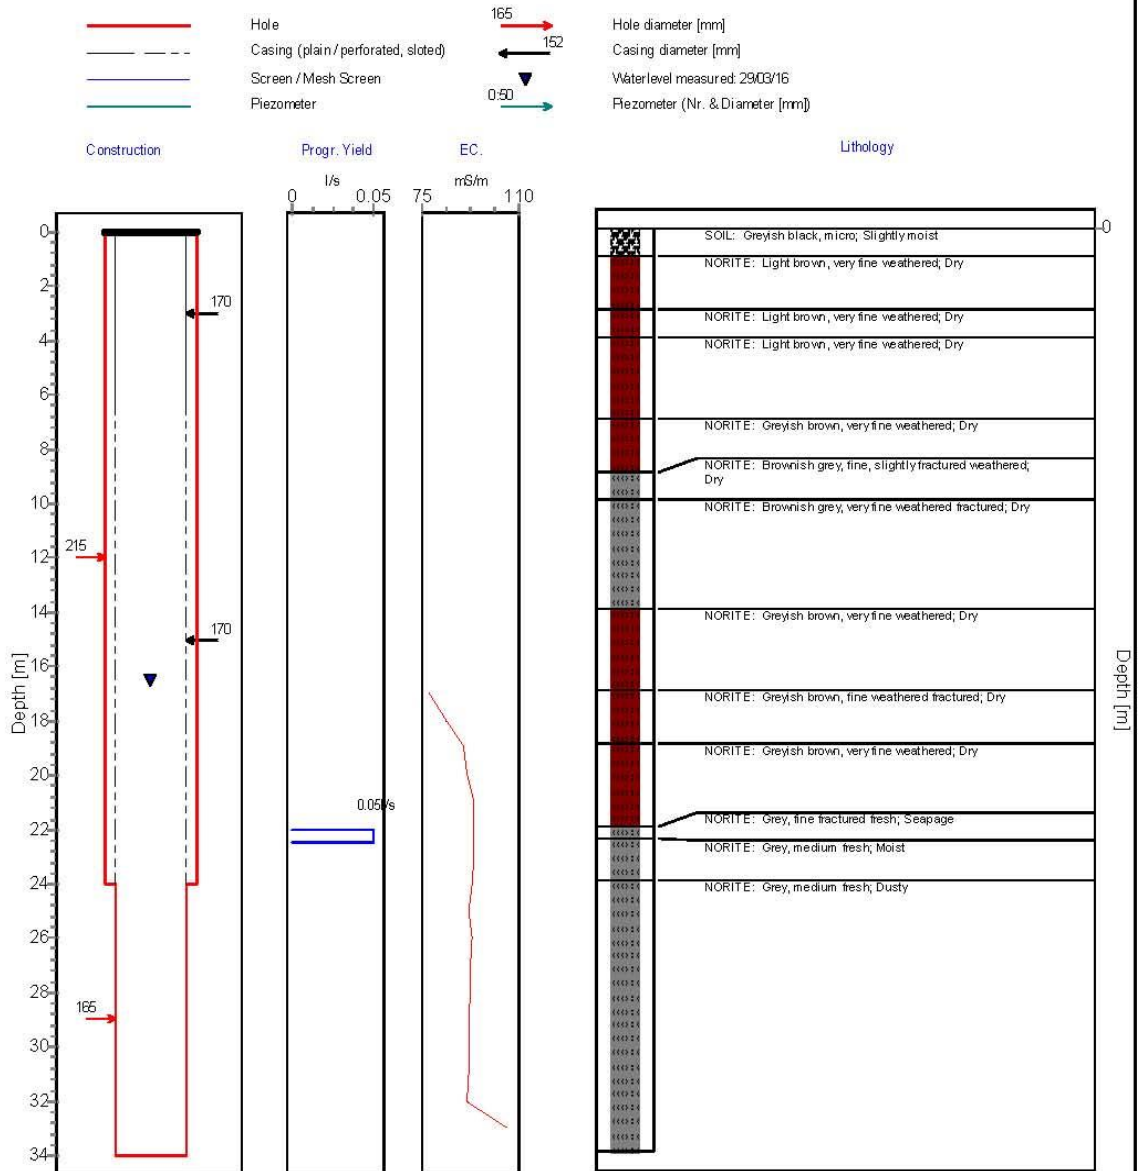 165
Hole
Hole diameter [mm]
Casing (plain / perforated, sloted)
152
Casing diameter [mm]
Screen / Mesh Screen
Waterlevel measured: 29/03/16
Piezometer
0:50
Piezometer (Nr. & Diameter [mm])
Construction
Progr. Yield
EC.
Lithology
l/s
mS/m
0 0.05
75 110
0
2
4
6
8
10
12
14
16
18
20
22
24
26
28
30
32
34
Depth [m]
170
215
170
165
0.05l/s
0
SOIL: Greyish black, micro; Slightly moist
NORITE: Light brown, very fine weathered; Dry
NORITE: Light brown, very fine weathered; Dry
NORITE: Light brown, very fine weathered; Dry
NORITE: Greyish brown, very fine weathered; Dry
NORITE: Brownish grey, fine, slightly fractured weathered;
Dry
NORITE: Brownish grey, very fine weathered fractured; Dry
NORITE: Greyish brown, very fine weathered; Dry
NORITE: Greyish brown, fine weathered fractured; Dry
NORITE: Greyish brown, very fine weathered; Dry
NORITE: Grey, fine fractured fresh; Seapage
NORITE: Grey, medium fresh; Moist
NORITE: Grey, medium fresh; Dusty
Depth [m]